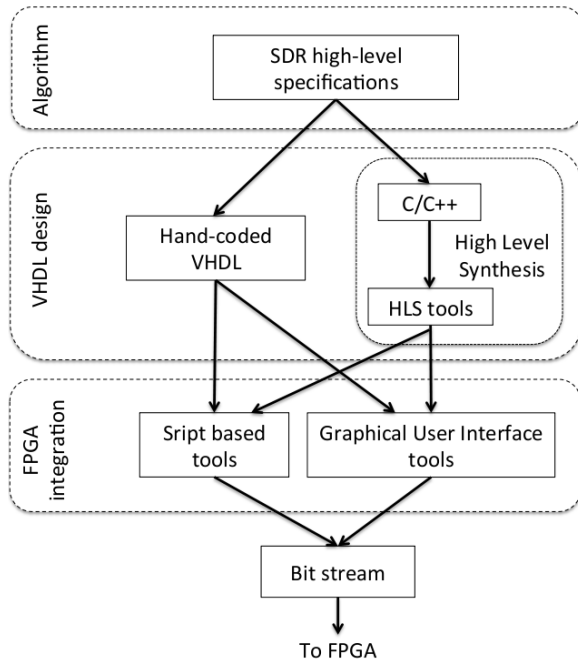 Algorithm
SDR high-level
specifications
VHDL design
Hand-coded
VHDL
C/C++
High Level
Synthesis
HLS tools
FPGA
integration
Sript based
tools
Graphical User Interface
tools
Bit stream
To FPGA